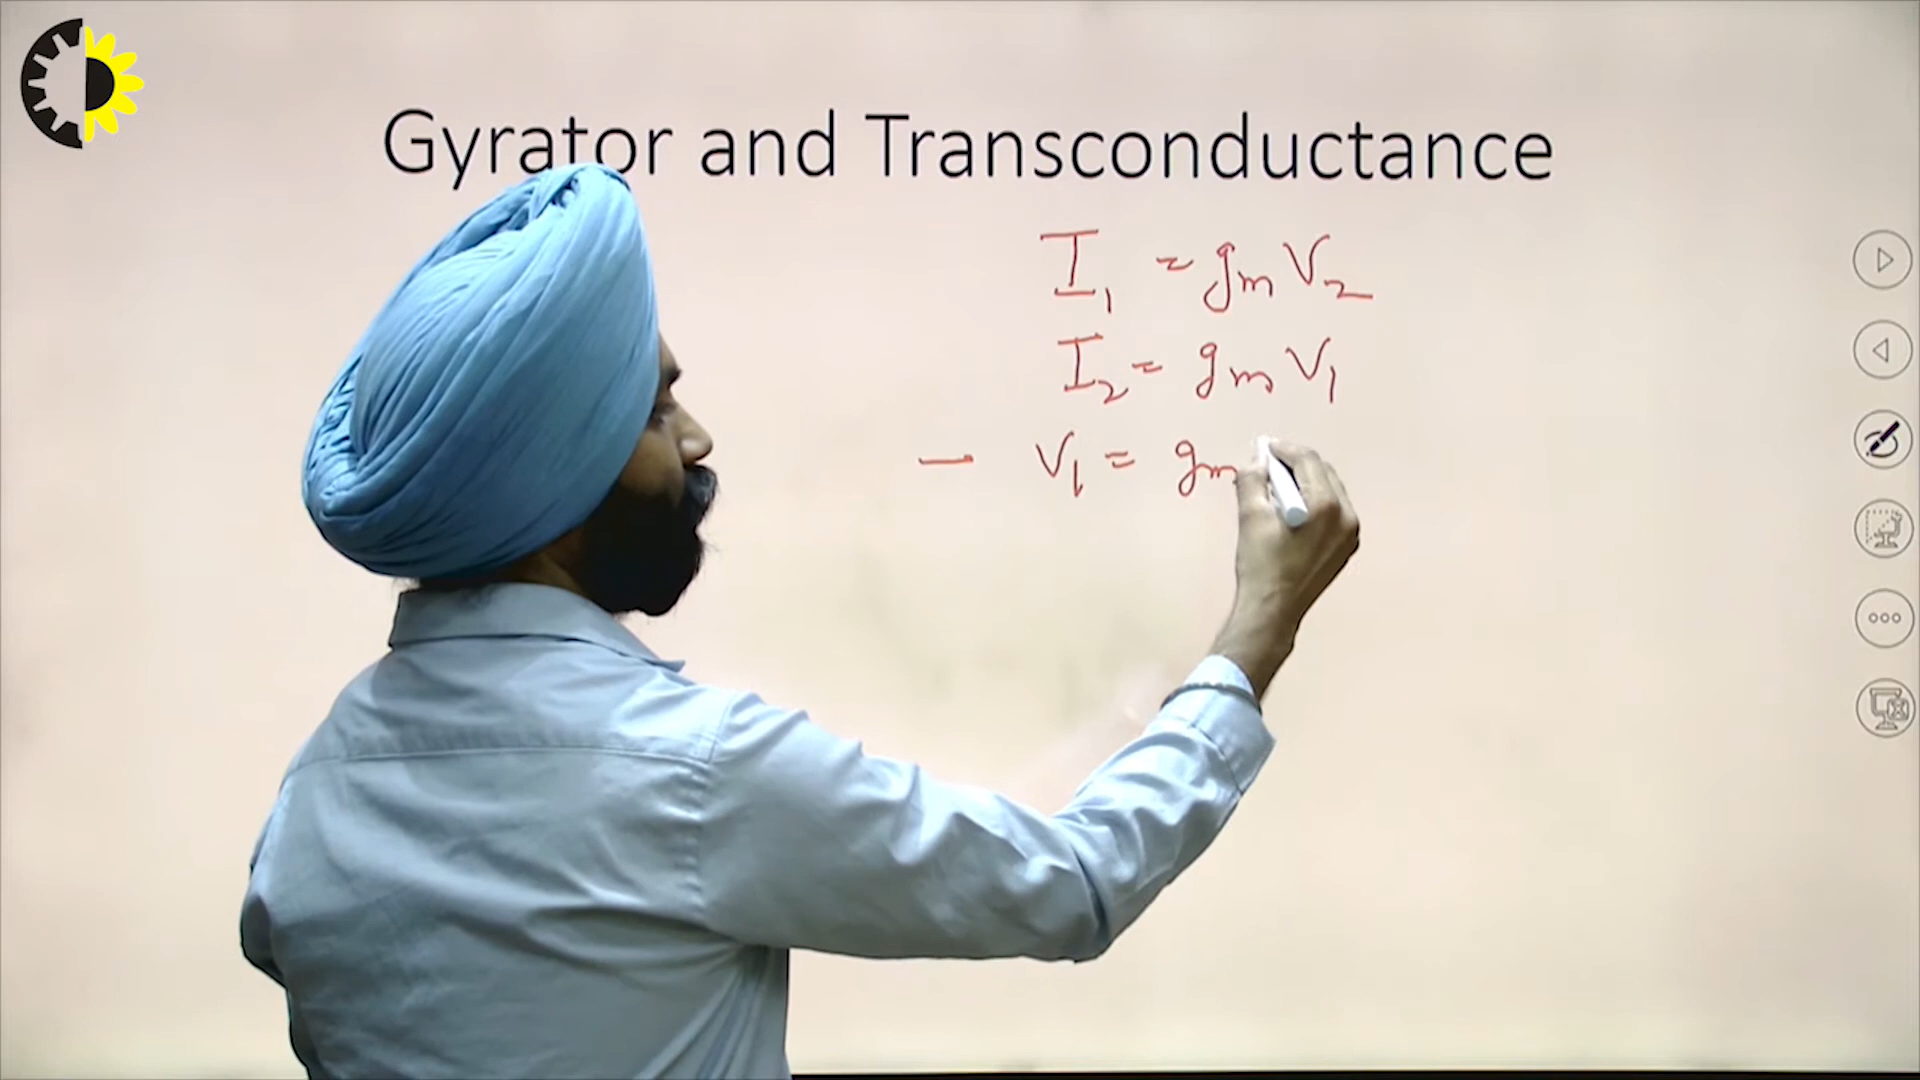 Gyrator and Transconductance
I₁ = gm V₂
I₂ = gm V₁
— V₁ = gm